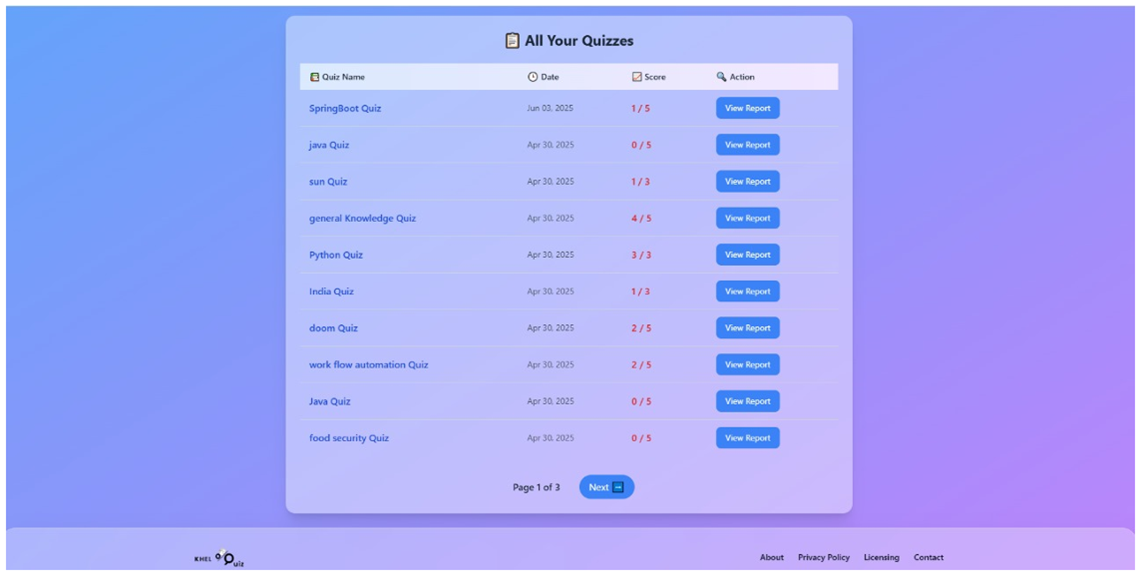 All Your Quizzes
Quiz Name Date Score Action
SpringBoot Quiz Jun 03, 2025 1 / 5 View Report
java Quiz Apr 30, 2025 0 / 5 View Report
sun Quiz Apr 30, 2025 1 / 3 View Report
general Knowledge Quiz Apr 30, 2025 4 / 5 View Report
Python Quiz Apr 30, 2025 3 / 3 View Report
India Quiz Apr 30, 2025 1 / 3 View Report
doom Quiz Apr 30, 2025 2 / 5 View Report
work flow automation Quiz Apr 30, 2025 2 / 5 View Report
Java Quiz Apr 30, 2025 0 / 5 View Report
food security Quiz Apr 30, 2025 0 / 5 View Report
Page 1 of 3 Next
KHEL Quiz About Privacy Policy Licensing Contact